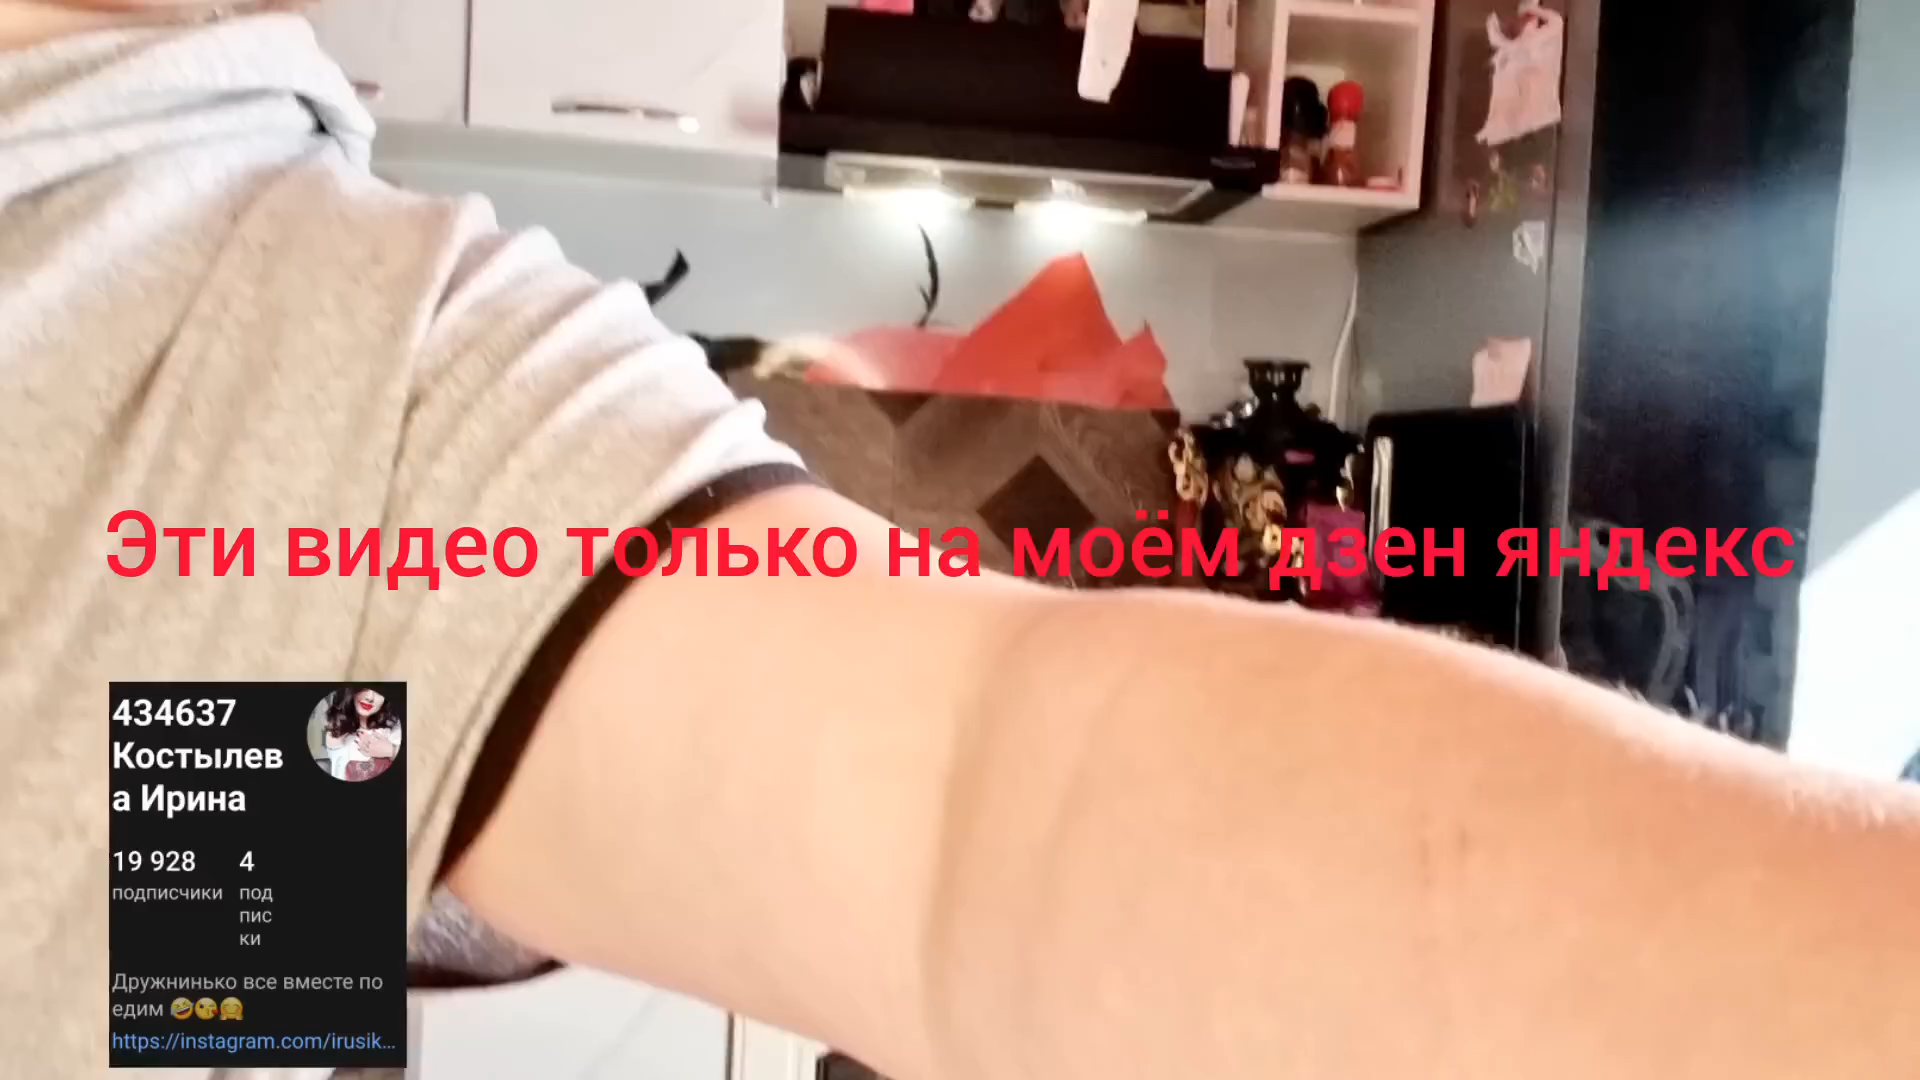 Эти видео только на моём дзен яндекс
434637
Костылев
а Ирина
19 928 4
подписчики под
пис
ки
Дружнинько все вместе по
едим 🤣😘🤗
https://instagram.com/irusik...